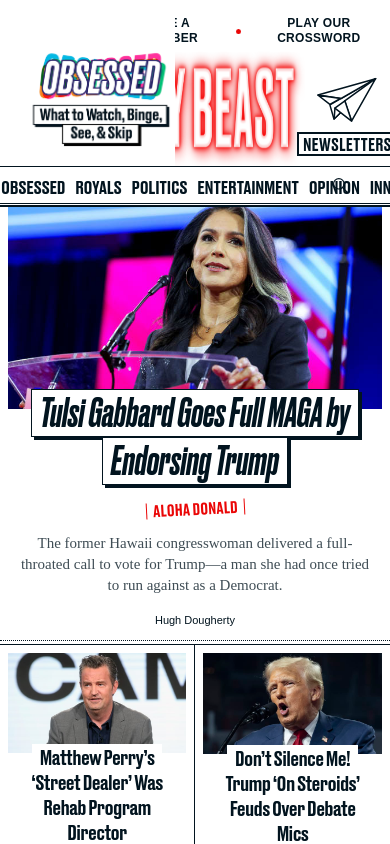 E A
BER
PLAY OUR
CROSSWORD
OBSESSED
What to Watch, Binge,
See, & Skip
Y BEAST
NEWSLETTERS
OBSESSED ROYALS POLITICS ENTERTAINMENT OPINION INN
Tulsi Gabbard Goes Full MAGA by
Endorsing Trump
ALOHA DONALD
The former Hawaii congresswoman delivered a full-
throated call to vote for Trump—a man she had once tried
to run against as a Democrat.
Hugh Dougherty
CAM
Matthew Perry’s
‘Street Dealer’ Was
Rehab Program
Director
Don’t Silence Me!
Trump ‘On Steroids’
Feuds Over Debate
Mics